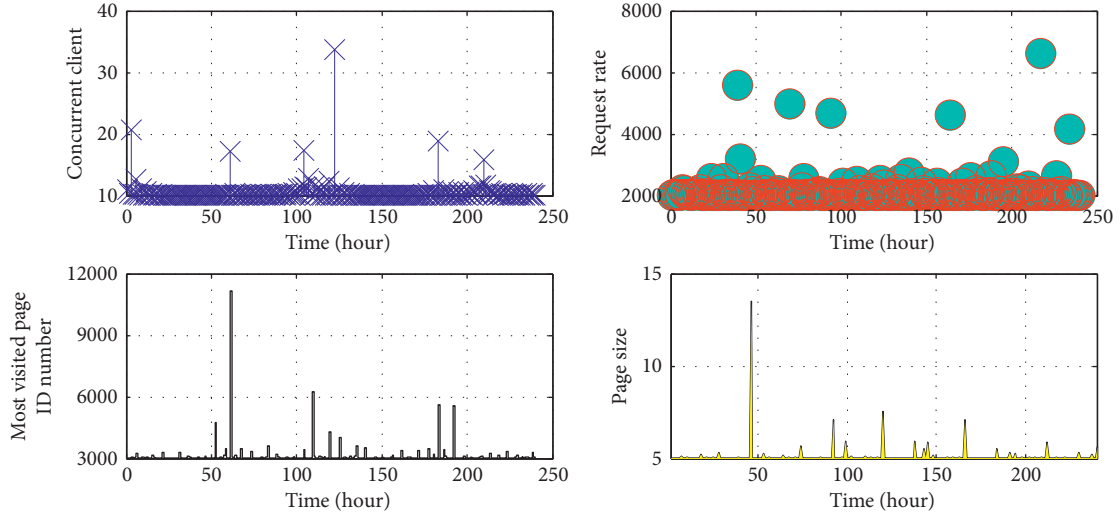 40
30
20
10
Concurrent client
0 50 100 150 200 250
Time (hour)
8000
6000
4000
2000
Request rate
50 100 150 200 250
Time (hour)
12000
9000
6000
3000
Most visited page
ID number
0 50 100 150 200 250
Time (hour)
15
10
5
Page size
50 100 150 200
Time (hour)